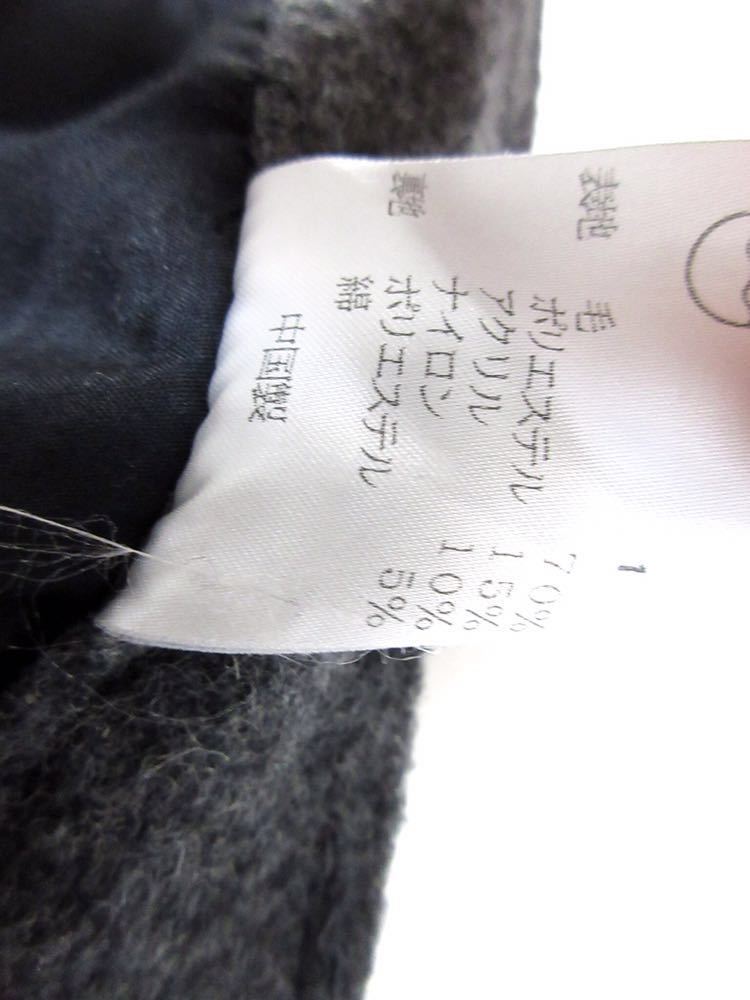 表地 毛 70%
ポリエステル 15%
アクリル 10%
ナイロン 5%
裏地 ポリエステル
綿
中国製
1